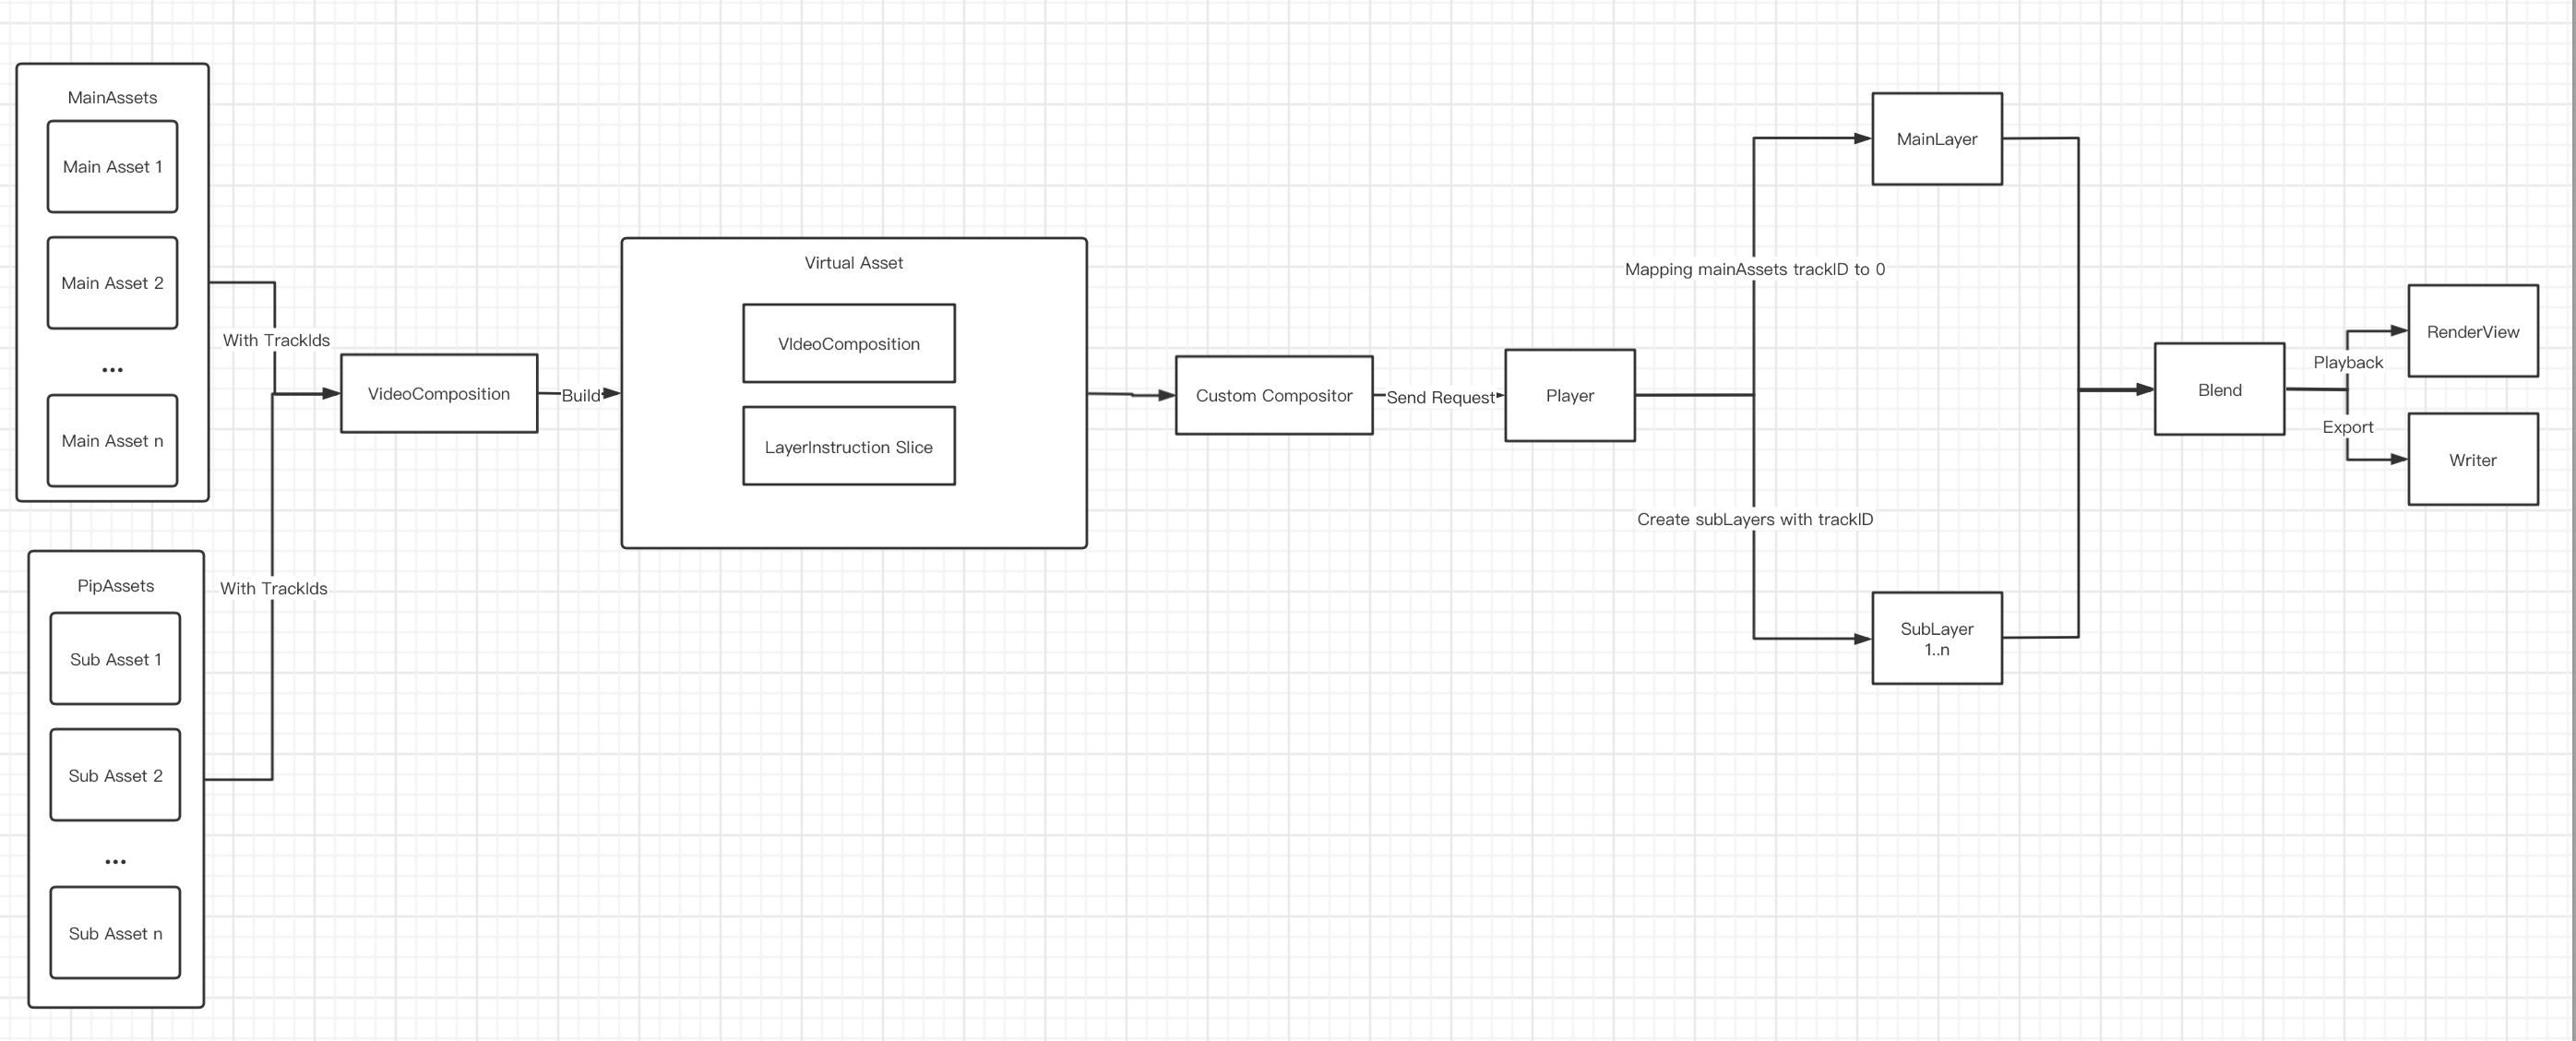 MainAssets
Main Asset 1
Main Asset 2
...
Main Asset n
With TrackIds
PipAssets
Sub Asset 1
Sub Asset 2
...
Sub Asset n
With TrackIds
VideoComposition
Build
Virtual Asset
VIdeoComposition
LayerInstruction Slice
Custom Compositor
Send Request
Player
Mapping mainAssets trackID to 0
Create subLayers with trackID
MainLayer
SubLayer
1..n
Blend
Playback
Export
RenderView
Writer